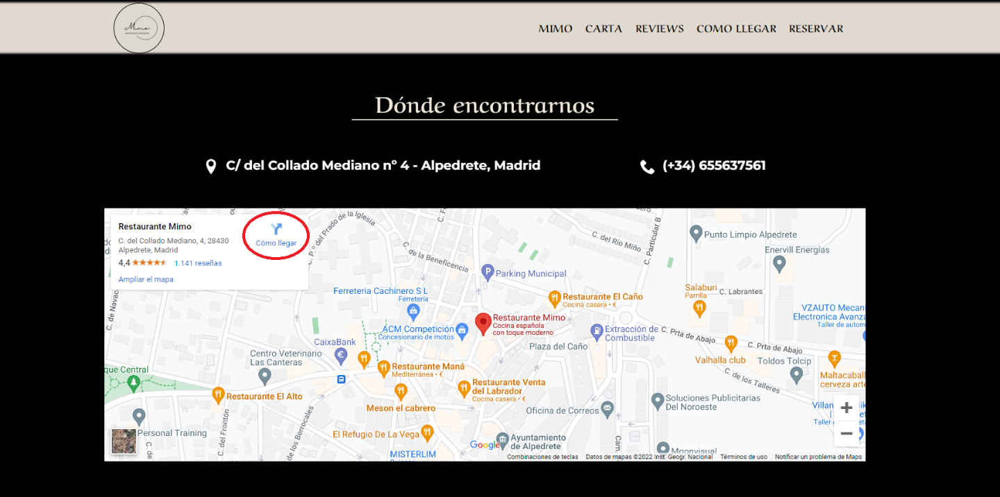 Mimo
MIMO CARTA REVIEWS COMO LLEGAR RESERVAR
Dónde encontrarnos
C/ del Collado Mediano nº 4 - Alpedrete, Madrid
(+34) 655637561
Restaurante Mimo
C. del Collado Mediano, 4, 28430
Alpedrete, Madrid
4,4
1.141 reseñas
Ampliar el mapa
Cómo llegar
C. P.º del Prado de la Iglesia
C. de la Beneficencia
C. del Río Miño
C. Particular B
Punto Limpio Alpedrete
Enervill Energías
Parking Municipal
Ferreteria Cachinero S L
Ferretería
Restaurante El Caño
Cocina casera • €
Salaburi
Parrilla
C. Labrantes
VZAUTO Mecani
Electronica Avanza
Taller de autom
Restaurante Mimo
Cocina española
con toque moderno
ACM Competición
Concesionario de motos
Extracción de
Combustible
C. Prta de Abajo
C. Prta de Abajo
Plaza del Caño
CaixaBank
Centro Veterinario
Las Canteras
Valhalla club
Toldos Tolcip
Maltacaball
cerveza arte
C. de los Talleres
C. de Navac
que Central
Restaurante Maná
Mediterránea • €
Restaurante Venta
del Labrador
Cocina casera • €
Restaurante El Alto
Meson el cabrero
Soluciones Publicitarias
Del Noroeste
Oficina de Correos
Villan
Taller
Personal Training
C. del Frontón
de los Berrocales
El Refugio De La Vega
MISTERLIM
Google
Ayuntamiento
de Alpedrete
Cam.
Moonvisual
C. de
Combinaciones de teclas
Datos de mapas ©2022 Inst. Geogr. Nacional
Términos de uso
Notificar un problema de Maps